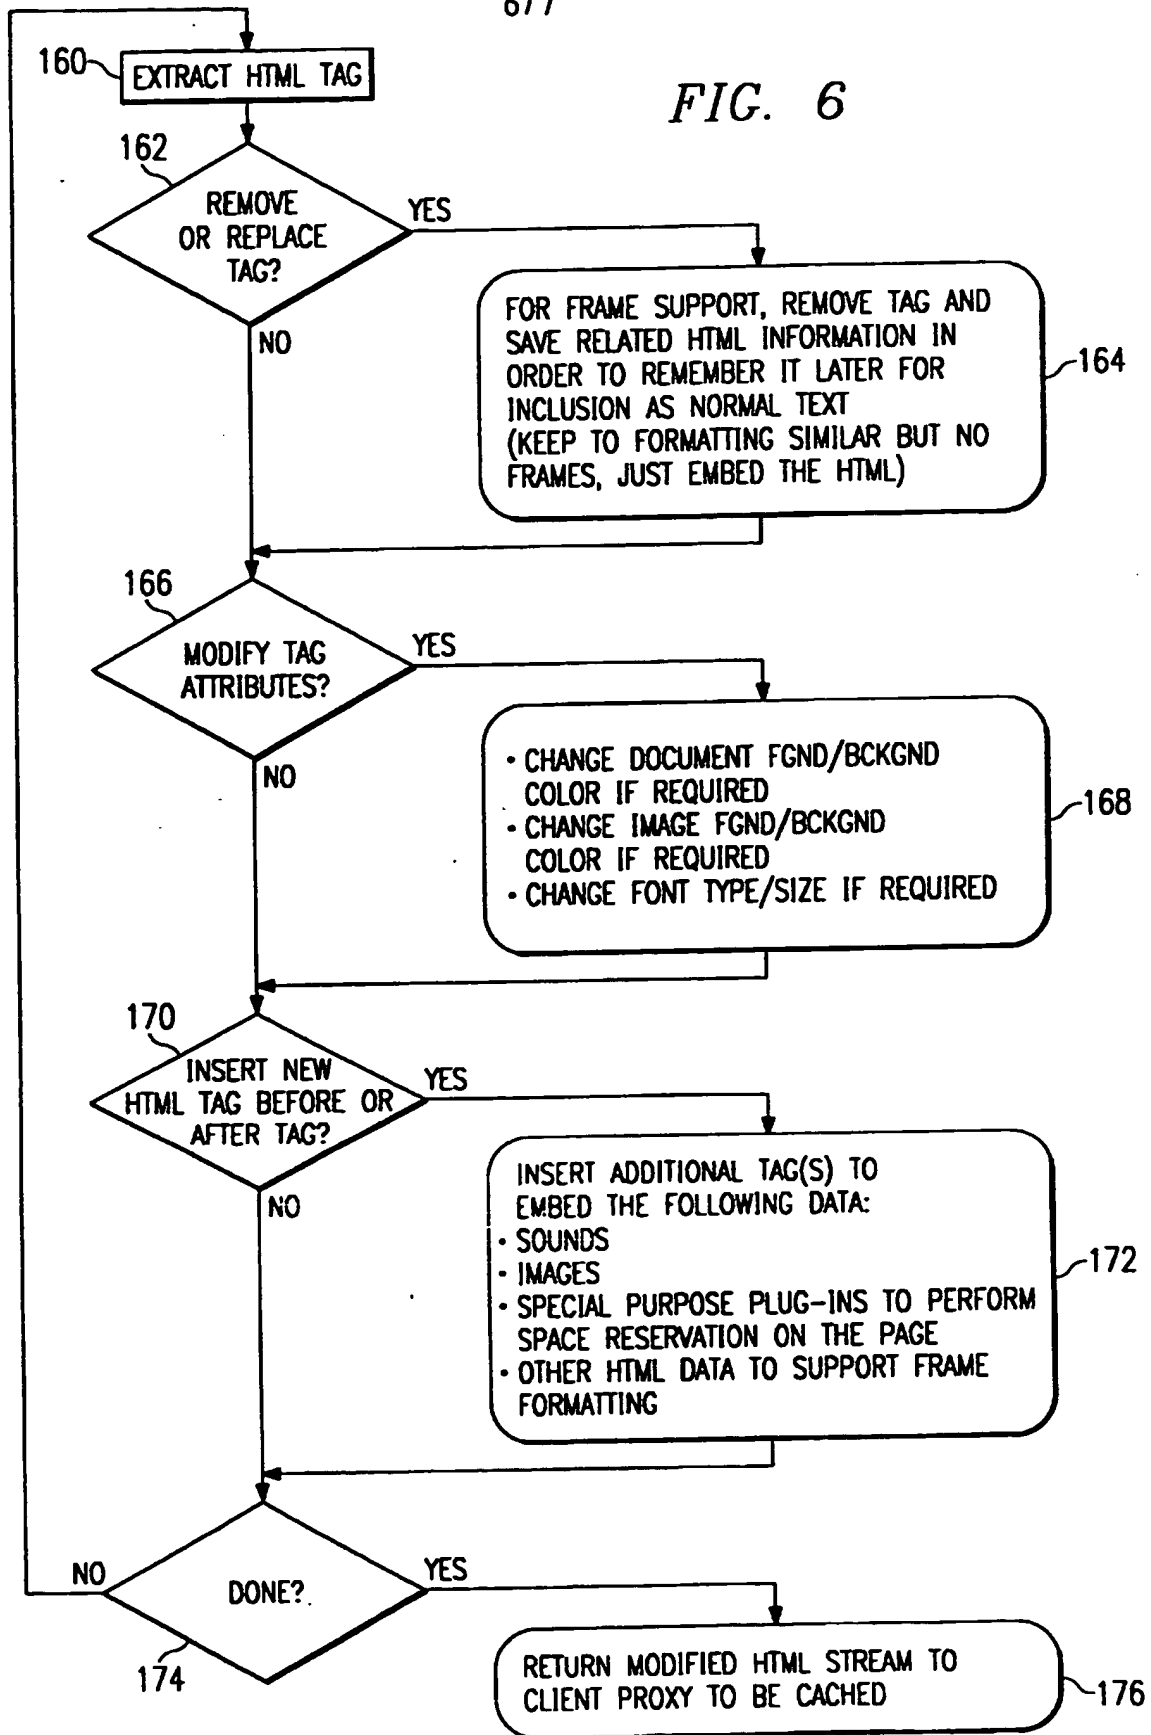 6/7
FIG. 6
160
EXTRACT HTML TAG
162
REMOVE
OR REPLACE
TAG?
YES
NO
FOR FRAME SUPPORT, REMOVE TAG AND
SAVE RELATED HTML INFORMATION IN
ORDER TO REMEMBER IT LATER FOR
INCLUSION AS NORMAL TEXT
(KEEP TO FORMATTING SIMILAR BUT NO
FRAMES, JUST EMBED THE HTML)
164
166
MODIFY TAG
ATTRIBUTES?
YES
NO
• CHANGE DOCUMENT FGND/BCKGND
COLOR IF REQUIRED
• CHANGE IMAGE FGND/BCKGND
COLOR IF REQUIRED
• CHANGE FONT TYPE/SIZE IF REQUIRED
168
170
INSERT NEW
HTML TAG BEFORE OR
AFTER TAG?
YES
NO
INSERT ADDITIONAL TAG(S) TO
EMBED THE FOLLOWING DATA:
• SOUNDS
• IMAGES
• SPECIAL PURPOSE PLUG-INS TO PERFORM
SPACE RESERVATION ON THE PAGE
• OTHER HTML DATA TO SUPPORT FRAME
FORMATTING
172
NO
DONE?
YES
174
RETURN MODIFIED HTML STREAM TO
CLIENT PROXY TO BE CACHED
176